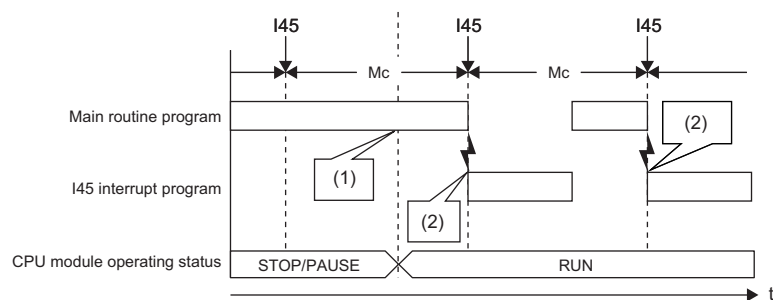 I45 I45 I45
Mc Mc
Main routine program
(2)
(1)
I45 interrupt program
(2)
CPU module operating status STOP/PAUSE RUN
t